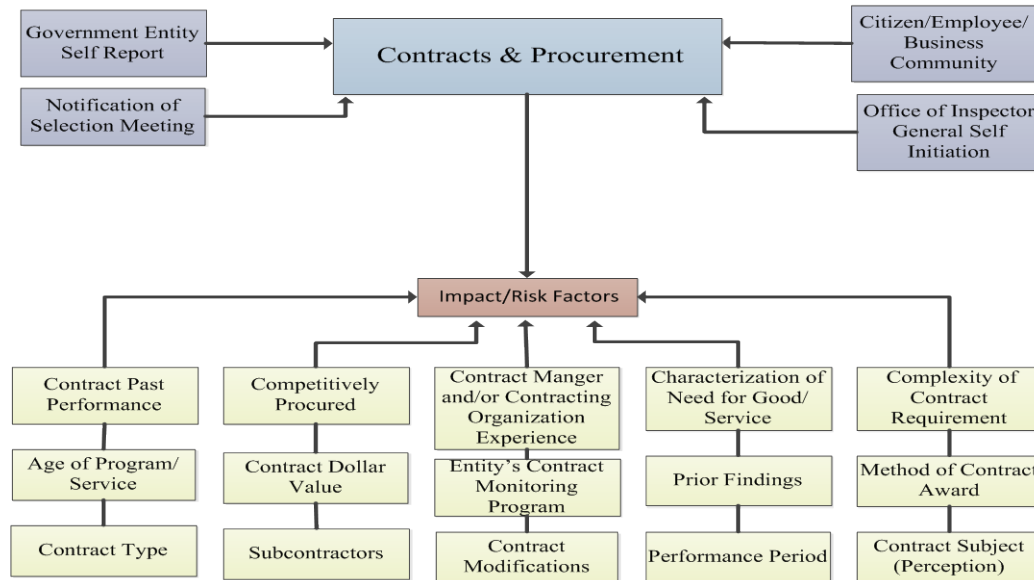 Government Entity
Self Report
Contracts & Procurement
Citizen/Employee/
Business
Community
Notification of
Selection Meeting
Office of Inspector
General Self
Initiation
Impact/Risk Factors
Contract Past
Performance
Competitively
Procured
Contract Manger
and/or Contracting
Organization
Experience
Characterization of
Need for Good/
Service
Complexity of
Contract
Requirement
Age of Program/
Service
Contract Dollar
Value
Entity's Contract
Monitoring
Program
Prior Findings
Method of Contract
Award
Contract Type
Subcontractors
Contract
Modifications
Performance Period
Contract Subject
(Perception)